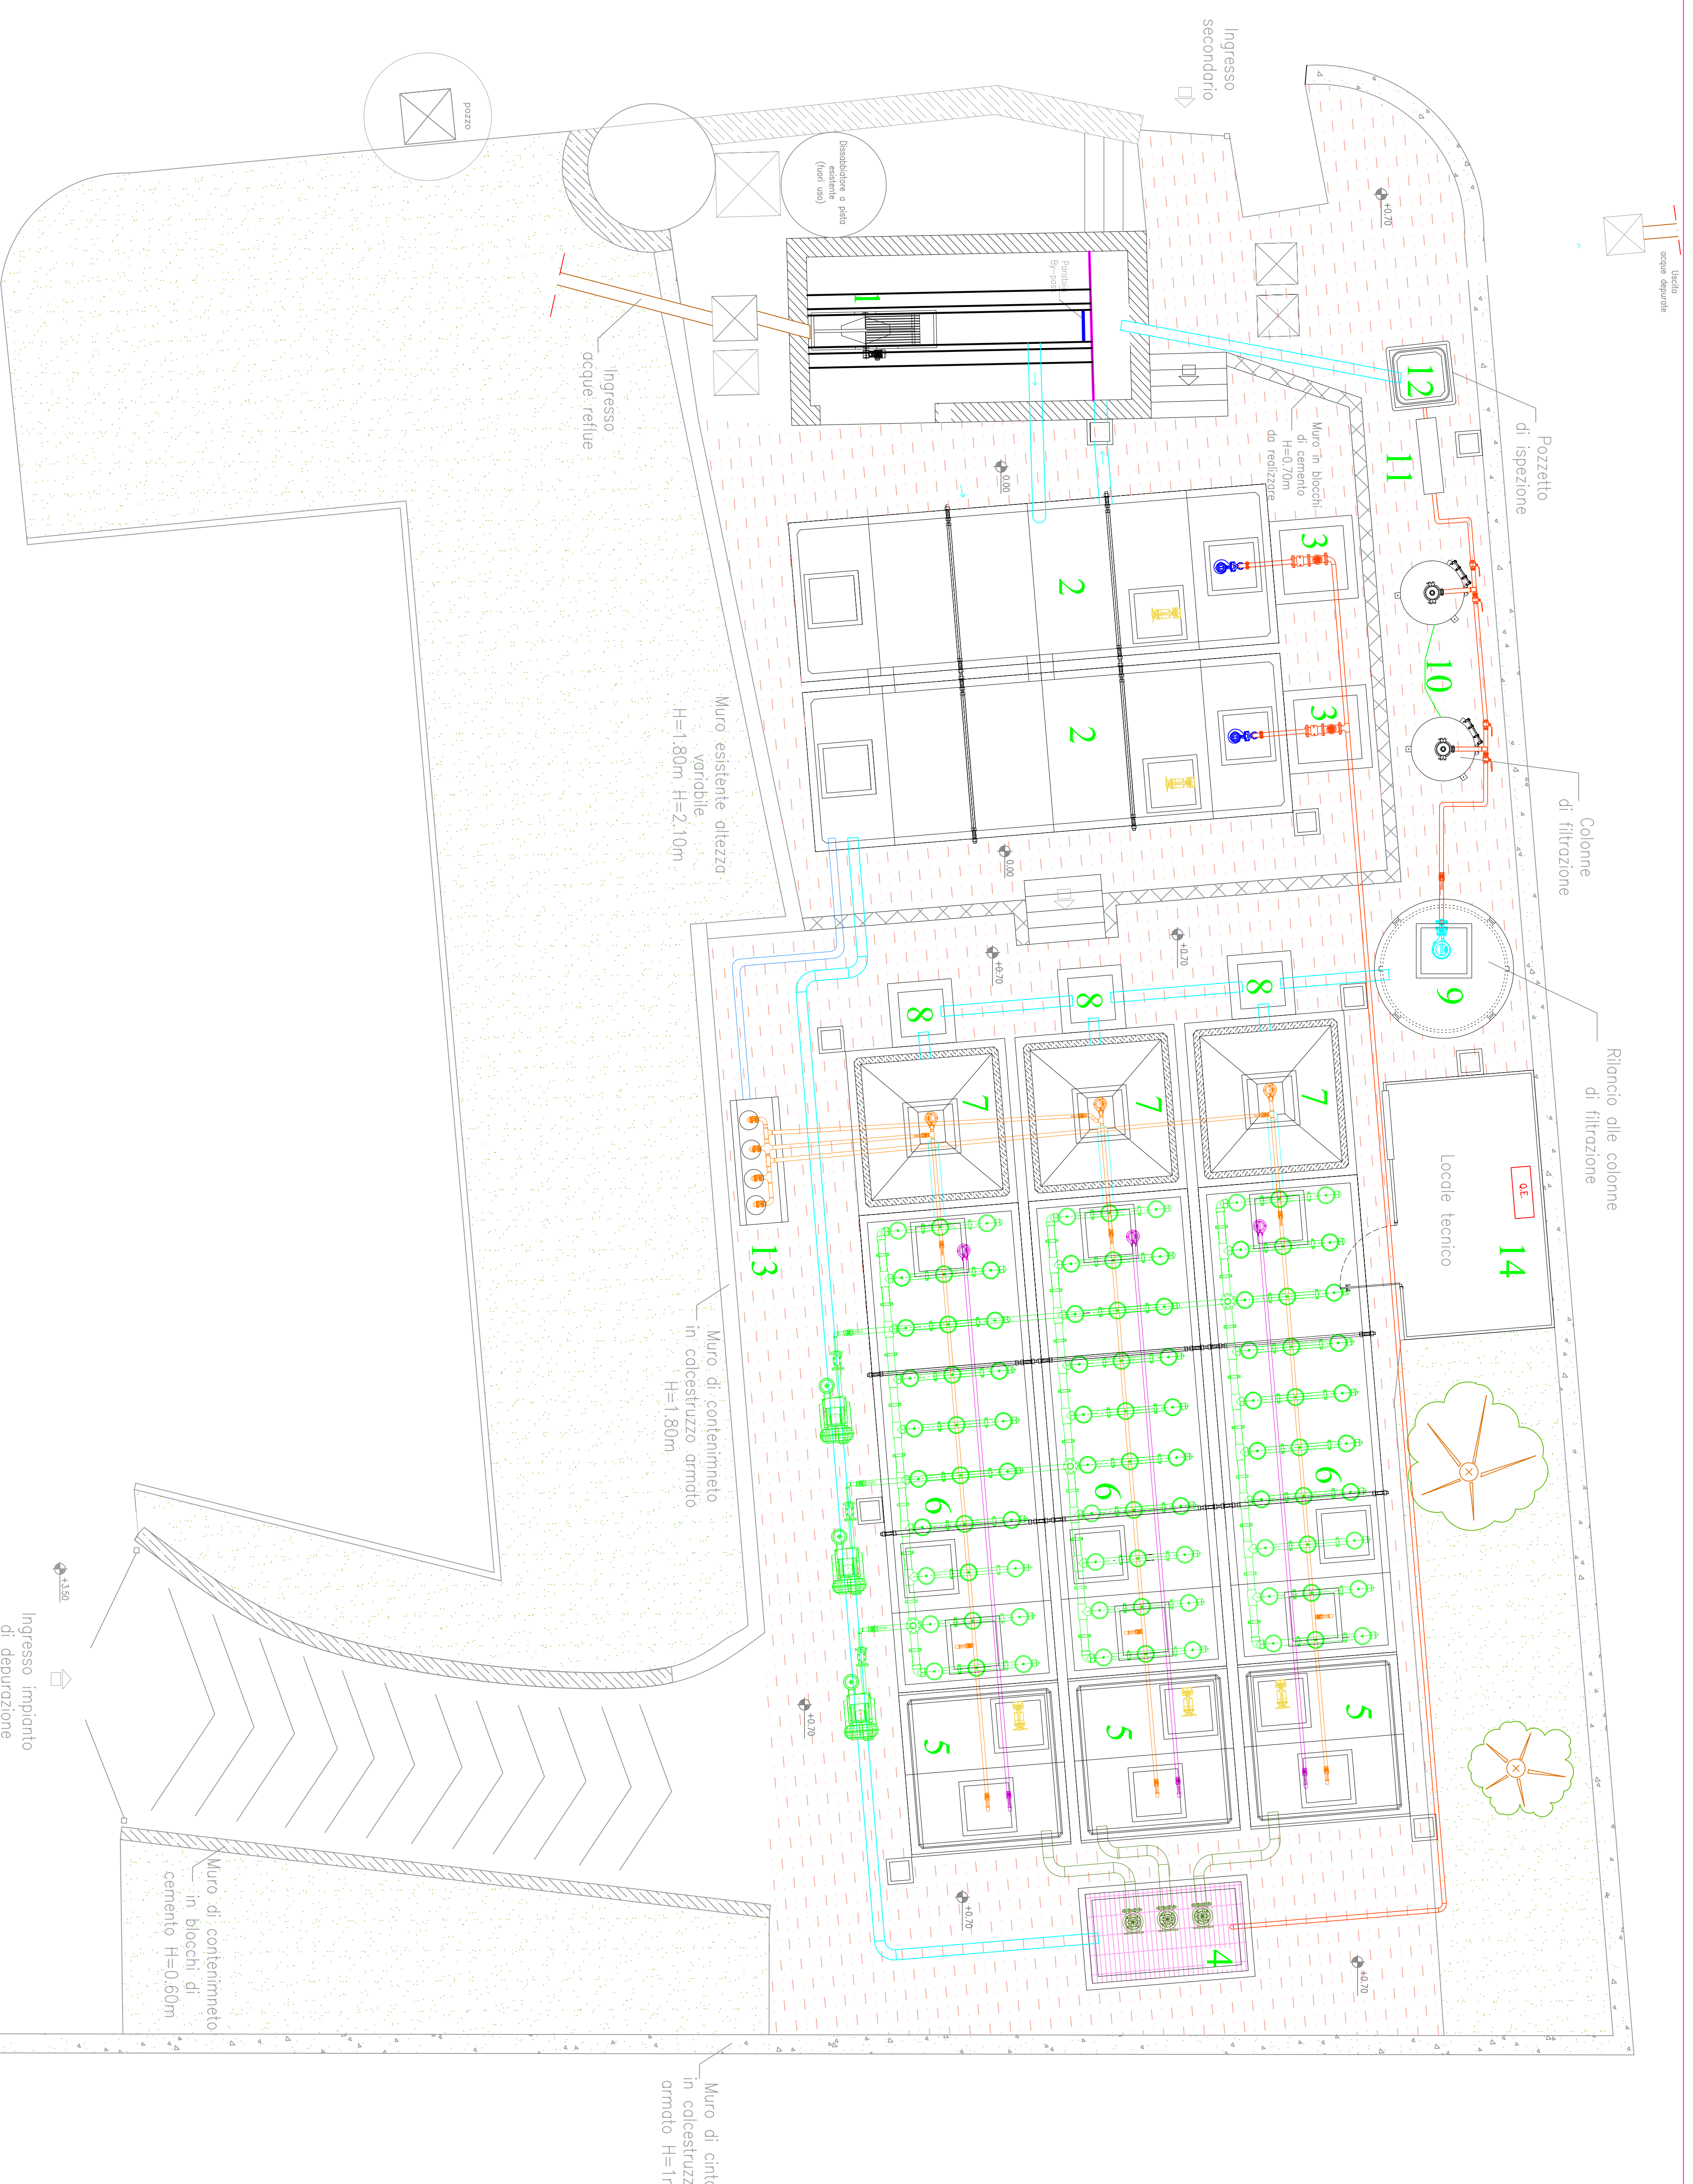 Uscita
acque depurate
Ingresso
secondario
+0.70
pozzo
Dissabbiatore a pista
esistente
(fuori uso)
Paratoia
By-pass
1
Ingresso
acque reflue
12
Pozzetto
di ispezione
11
Muro in blocchi
di cemento
H=0.70m
da realizzare
0.00
3
2
10
3
2
Colonne
di filtrazione
Muro esistente altezza
variabile
H=1.80m H=2.10m
0.00
+0.70
+0.70
9
Rilancio alle colonne
di filtrazione
8
8
8
7
7
7
Q.E.
Locale tecnico
14
13
Muro di contenimneto
in calcestruzzo armato
H=1.80m
6
6
6
5
5
5
+0.70
+3.50
Ingresso impianto
di depurazione
4
+0.70
+0.70
Muro di contenimneto
in blocchi di
cemento H=0.60m
Muro di cinta
in calcestruzz
armato H=1